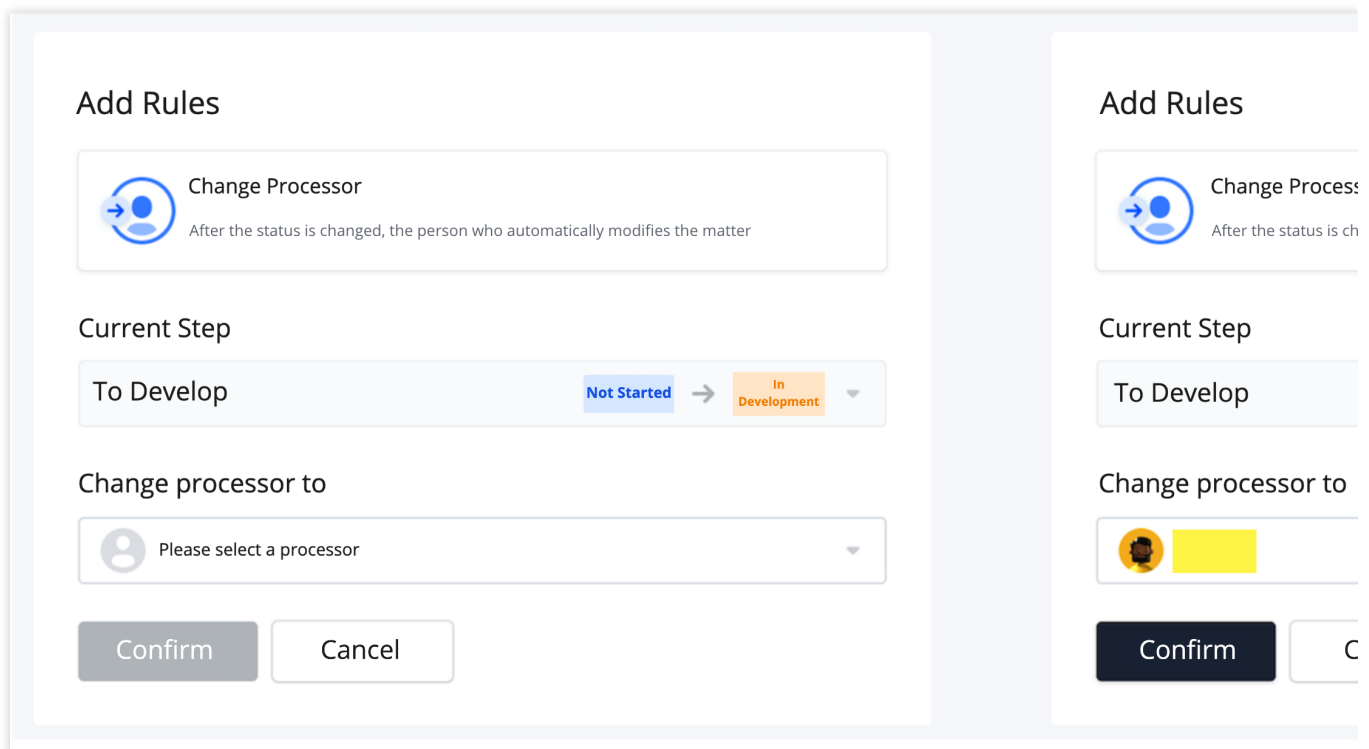 Add Rules
Change Processor
After the status is changed, the person who automatically modifies the matter
Current Step
To Develop
Not Started
In
Development
Change processor to
Please select a processor
Confirm
Cancel
Add Rules
Change Process
After the status is ch
Current Step
To Develop
Change processor to
Confirm
C